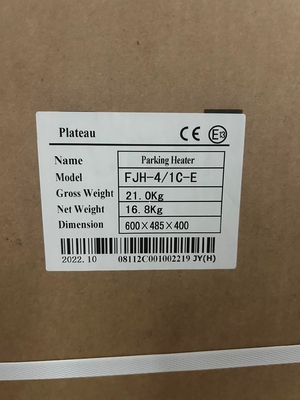 Plateau CE E13
Name Parking Heater
Model FJH-4/1C-E
Gross Weight 21.0Kg
Net Weight 16.8Kg
Dimension 600×485×400
2022.10 08112C001002219 JY(H)